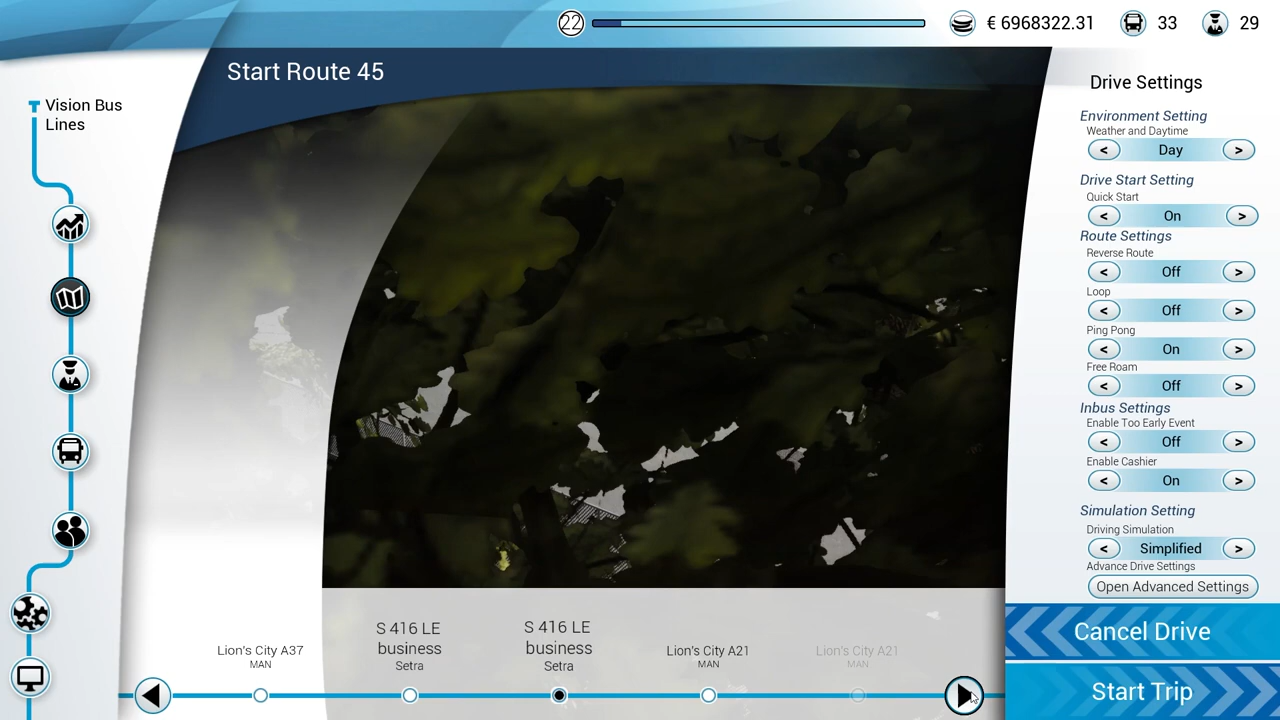 22
€ 6968322.31
33
29
Start Route 45
Vision Bus
Lines
Drive Settings
Environment Setting
Weather and Daytime
< Day >
Drive Start Setting
Quick Start
< On >
Route Settings
Reverse Route
< Off >
Loop
< Off >
Ping Pong
< On >
Free Roam
< Off >
Inbus Settings
Enable Too Early Event
< Off >
Enable Cashier
< On >
Simulation Setting
Driving Simulation
< Simplified >
Advance Drive Settings
Open Advanced Settings
Cancel Drive
Start Trip
Lion's City A37
MAN
S 416 LE
business
Setra
S 416 LE
business
Setra
Lion's City A21
MAN
Lion's City A21
MAN